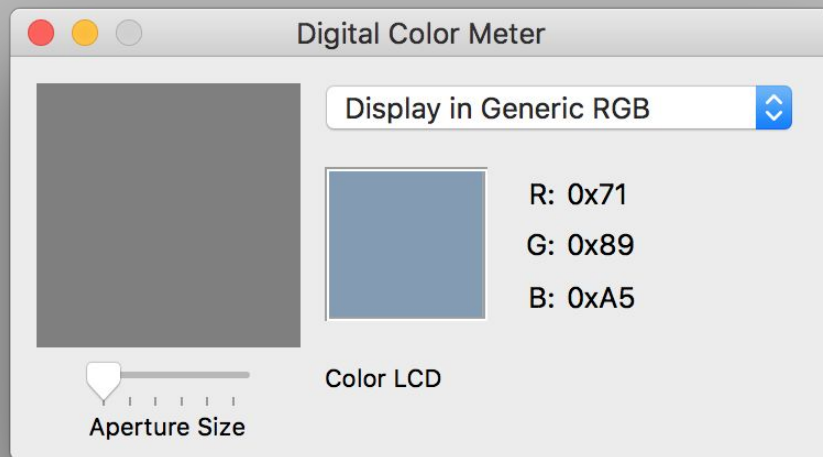 Digital Color Meter
Display in Generic RGB
R: 0x71
G: 0x89
B: 0xA5
Color LCD
Aperture Size